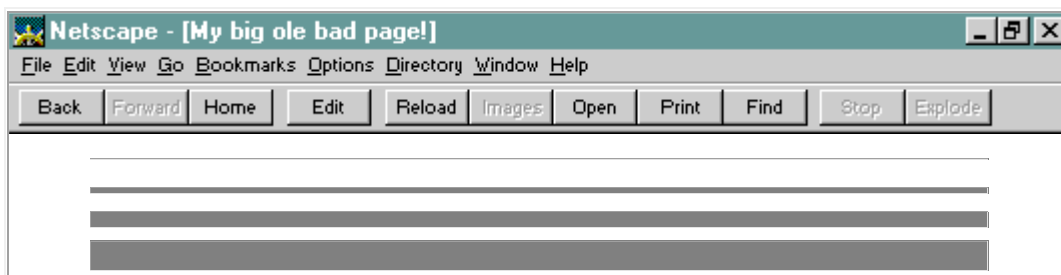 Netscape - [My big ole bad page!]
File Edit View Go Bookmarks Options Directory Window Help
Back Forward Home Edit Reload Images Open Print Find Stop Explode